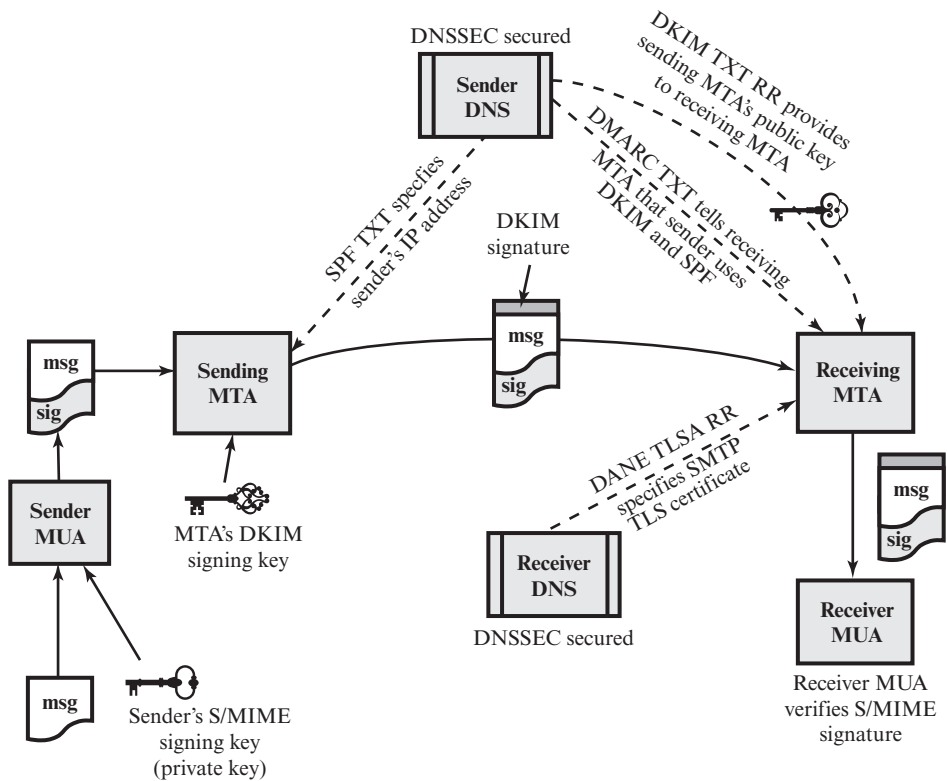 DNSSEC secured
Sender
DNS
DKIM TXT RR provides
sending MTA's public key
to receiving MTA
DMARC TXT tells receiving
MTA that sender uses
DKIM and SPF
SPF TXT specfies
sender's IP address
DKIM
signature
msg
sig
msg
sig
Sending
MTA
Receiving
MTA
DANE TLSA RR
specifies SMTP
TLS certificate
msg
sig
Sender
MUA
MTA's DKIM
signing key
Receiver
DNS
DNSSEC secured
Receiver
MUA
msg
Sender's S/MIME
signing key
(private key)
Receiver MUA
verifies S/MIME
signature